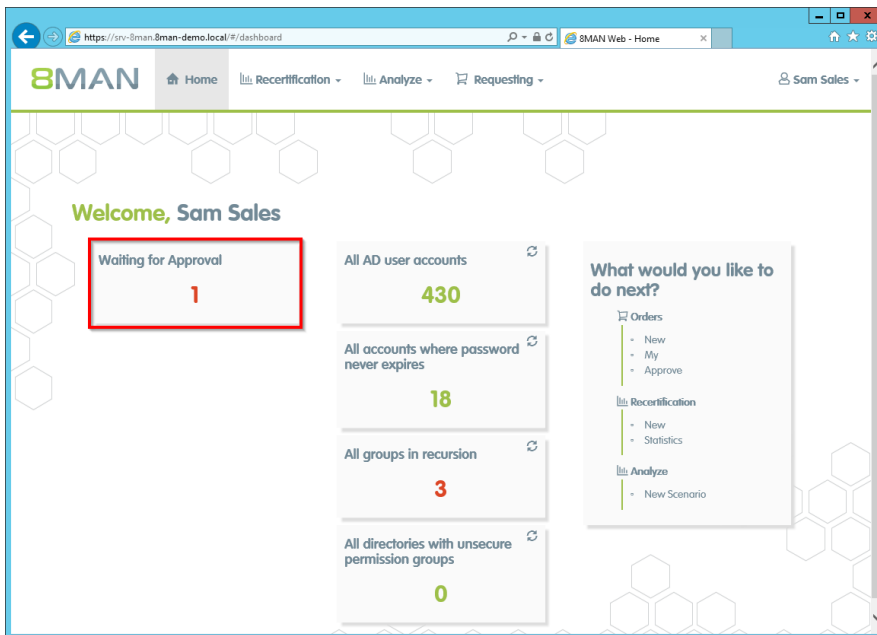 https://srv-8man.8man-demo.local/#/dashboard
8MAN Web - Home
8MAN
Home
Recertification
Analyze
Requesting
Sam Sales
Welcome, Sam Sales
Waiting for Approval
1
All AD user accounts
430
All accounts where password
never expires
18
All groups in recursion
3
All directories with unsecure
permission groups
0
What would you like to
do next?
Orders
New
My
Approve
Recertification
New
Statistics
Analyze
New Scenario